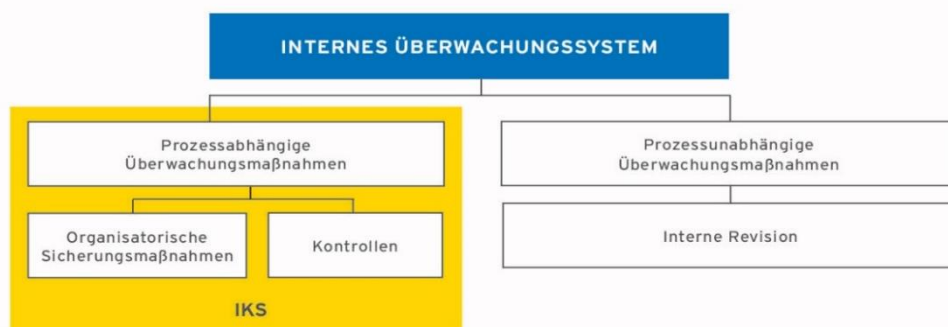 INTERNES ÜBERWACHUNGSSYSTEM
Prozessabhängige
Überwachungsmaßnahmen
Organisatorische
Sicherungsmaßnahmen
Kontrollen
IKS
Prozessunabhängige
Überwachungsmaßnahmen
Interne Revision